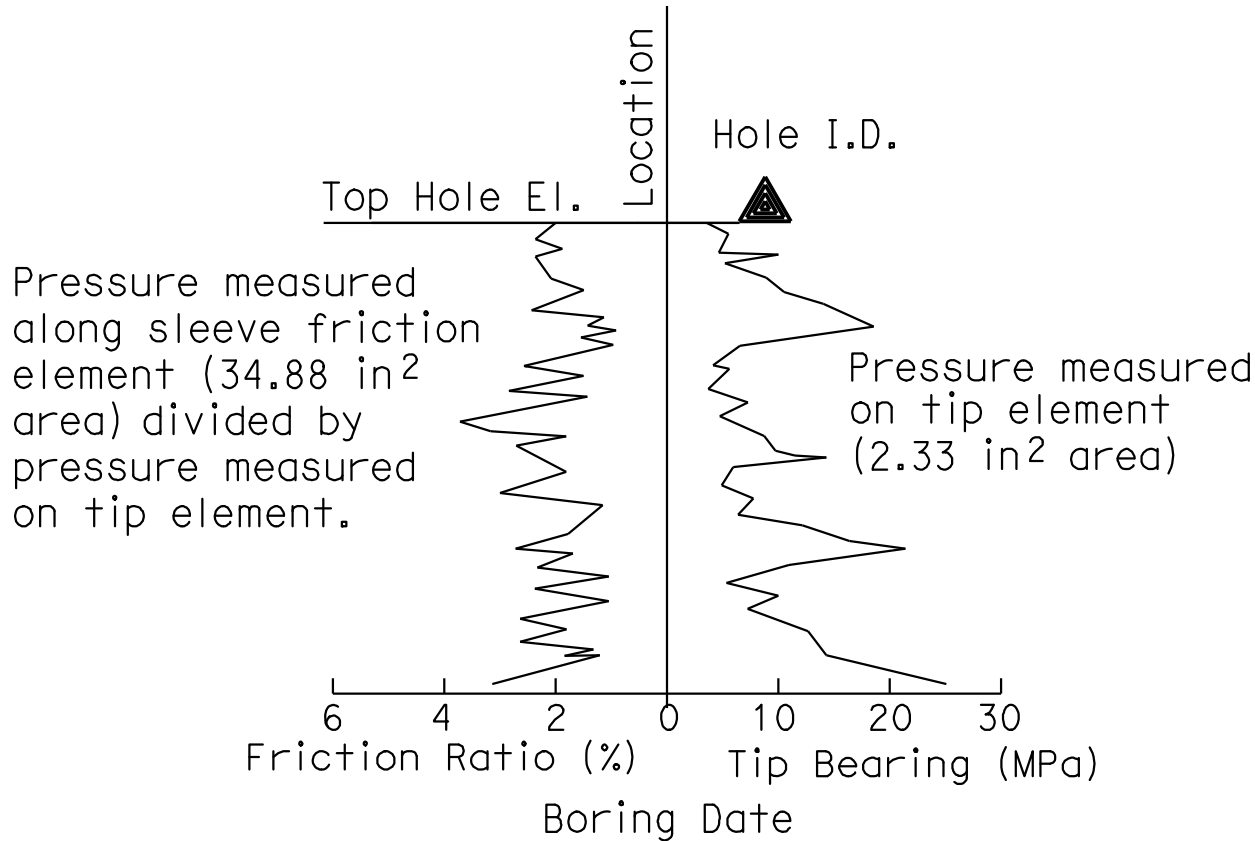 Location
Hole I.D.
Top Hole El.
Pressure measured
along sleeve friction
element (34.88 in2
area) divided by
pressure measured
on tip element.
Pressure measured
on tip element
(2.33 in2 area)
6 4 2 0 10 20 30
Friction Ratio (%)
Tip Bearing (MPa)
Boring Date